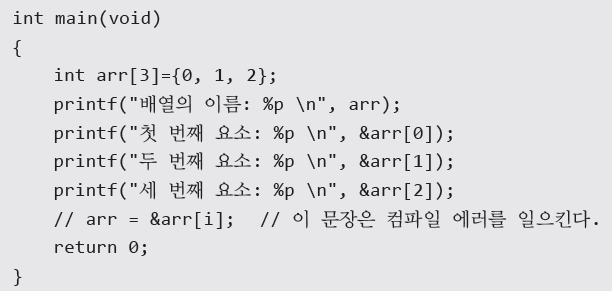 int main(void)
{
    int arr[3]={0, 1, 2};
    printf("배열의 이름: %p \n", arr);
    printf("첫 번째 요소: %p \n", &arr[0]);
    printf("두 번째 요소: %p \n", &arr[1]);
    printf("세 번째 요소: %p \n", &arr[2]);
    // arr = &arr[i];  // 이 문장은 컴파일 에러를 일으킨다.
    return 0;
}